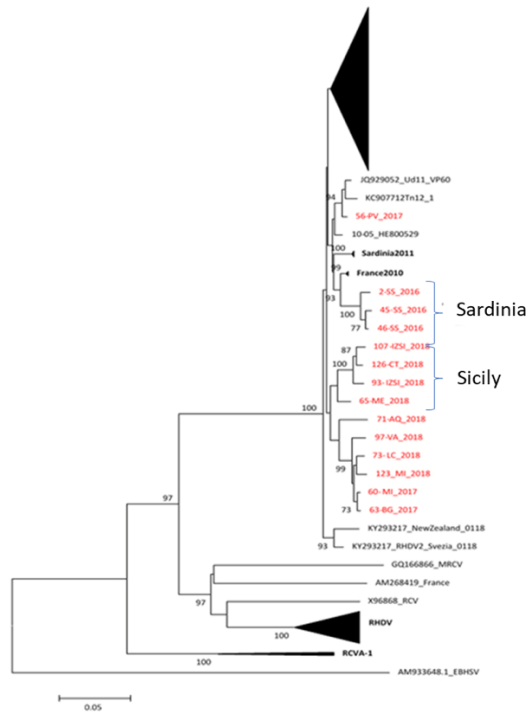 JQ929052_Ud11_VP60
94
KC907712Tn12_1
56-PV_2017
10-05_HE800529
100
Sardinia2011
99
France2010
93
2-SS_2016
100
45-SS_2016
Sardinia
77
46-SS_2016
107-IZSI_2018
87
100
126-CT_2018
93- IZSI_2018
Sicily
65-ME_2018
100
71-AQ_2018
97-VA_2018
73- LC_2018
99
123_MI_2018
60- MI_2017
97
73
63-BG_2017
KY293217_NewZealand_0118
93
KY293217_RHDV2_Svezia_0118
GQ166866_MRCV
AM268419_France
97
X96868_RCV
RHDV
100
RCVA-1
100
AM933648.1_EBHSV
0.05